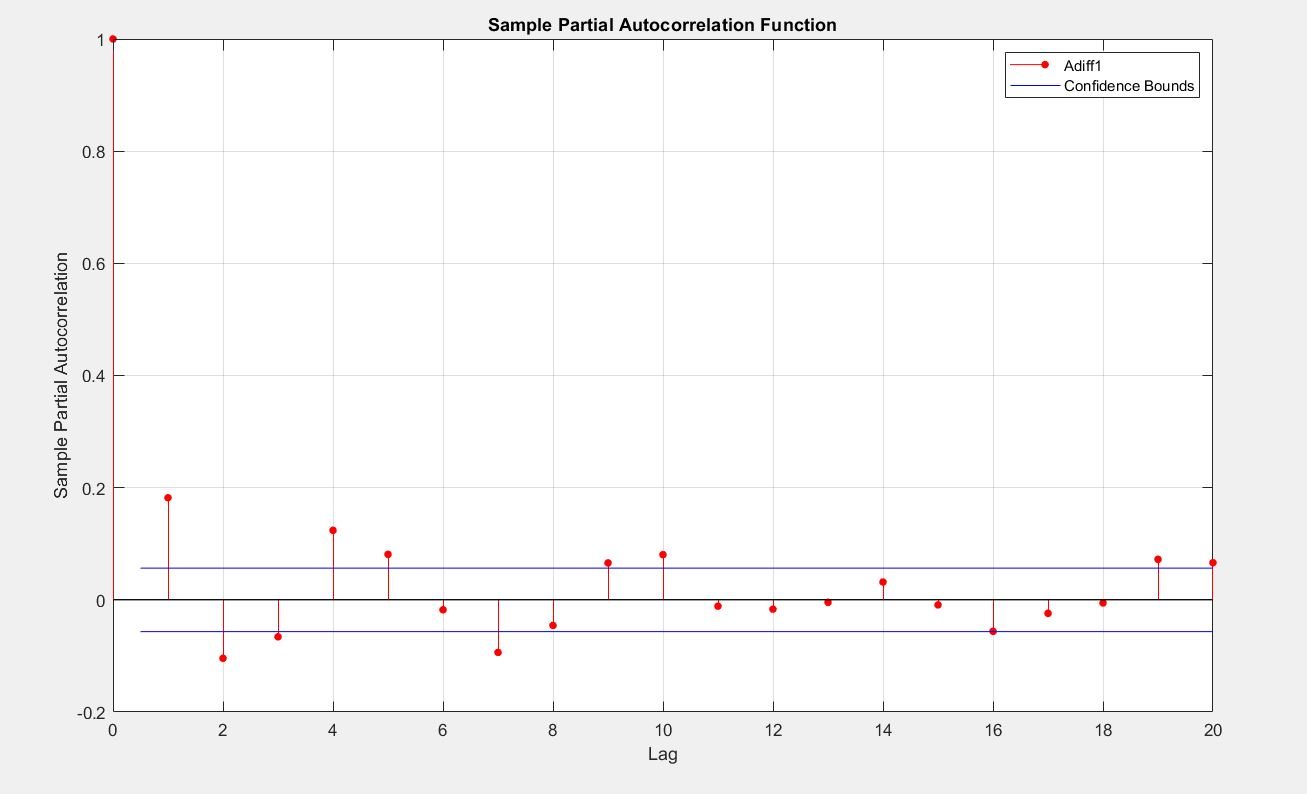 Sample Partial Autocorrelation Function
Adiff1
Confidence Bounds
Sample Partial Autocorrelation
1
0.8
0.6
0.4
0.2
0
-0.2
0 2 4 6 8 10 12 14 16 18 20
Lag